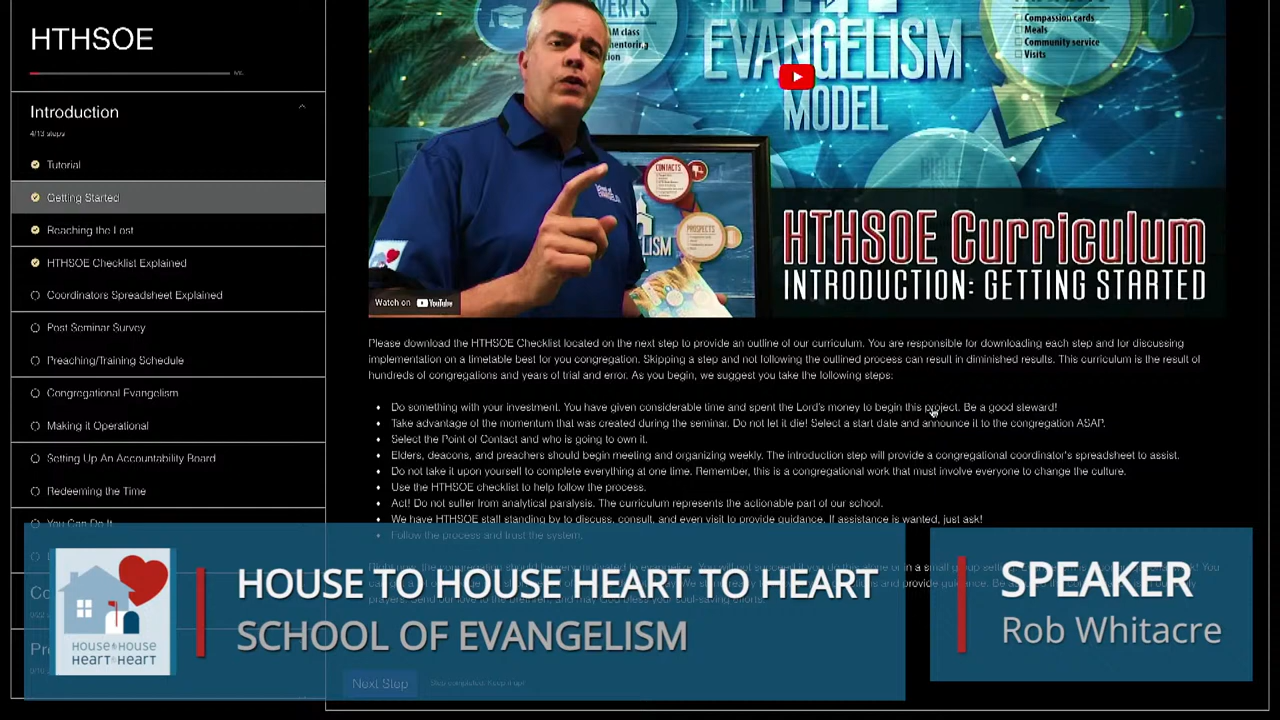 HTHSOE
Introduction
4/13 steps
Tutorial
Getting Started
Reaching the Lost
HTHSOE Checklist Explained
Coordinators Spreadsheet Explained
Post Seminar Survey
Preaching/Training Schedule
Congregational Evangelism
Making it Operational
Setting Up An Accountability Board
Redeeming the Time
You Can Do It
EVANGELISM
MODEL
Compassion cards
Meals
Community service
Visits
CONTACTS
PROSPECTS
HTHSOE Curriculum
INTRODUCTION: GETTING STARTED
Watch on YouTube
Please download the HTHSOE Checklist located on the next step to provide an outline of our curriculum. You are responsible for downloading each step and for discussing
implementation on a timetable best for you congregation. Skipping a step and not following the outlined process can result in diminished results. This curriculum is the result of
hundreds of congregations and years of trial and error. As you begin, we suggest you take the following steps:
• Do something with your investment. You have given considerable time and spent the Lord's money to begin this project. Be a good steward!
• Take advantage of the momentum that was created during the seminar. Do not let it die! Select a start date and announce it to the congregation ASAP.
• Select the Point of Contact and who is going to own it.
• Elders, deacons, and preachers should begin meeting and organizing weekly. The introduction step will provide a congregational coordinator's spreadsheet to assist.
• Do not take it upon yourself to complete everything at one time. Remember, this is a congregational work that must involve everyone to change the culture.
• Use the HTHSOE checklist to help follow the process.
• Act! Do not suffer from analytical paralysis. The curriculum represents the actionable part of our school.
• We have HTHSOE staff standing by to discuss, consult, and even visit to provide guidance. If assistance is wanted, just ask!
• Follow the process and trust the system.
Next Step
Step completed. Keep it up!
House to House
Heart to Heart
HOUSE TO HOUSE HEART TO HEART
SCHOOL OF EVANGELISM
SPEAKER
Rob Whitacre